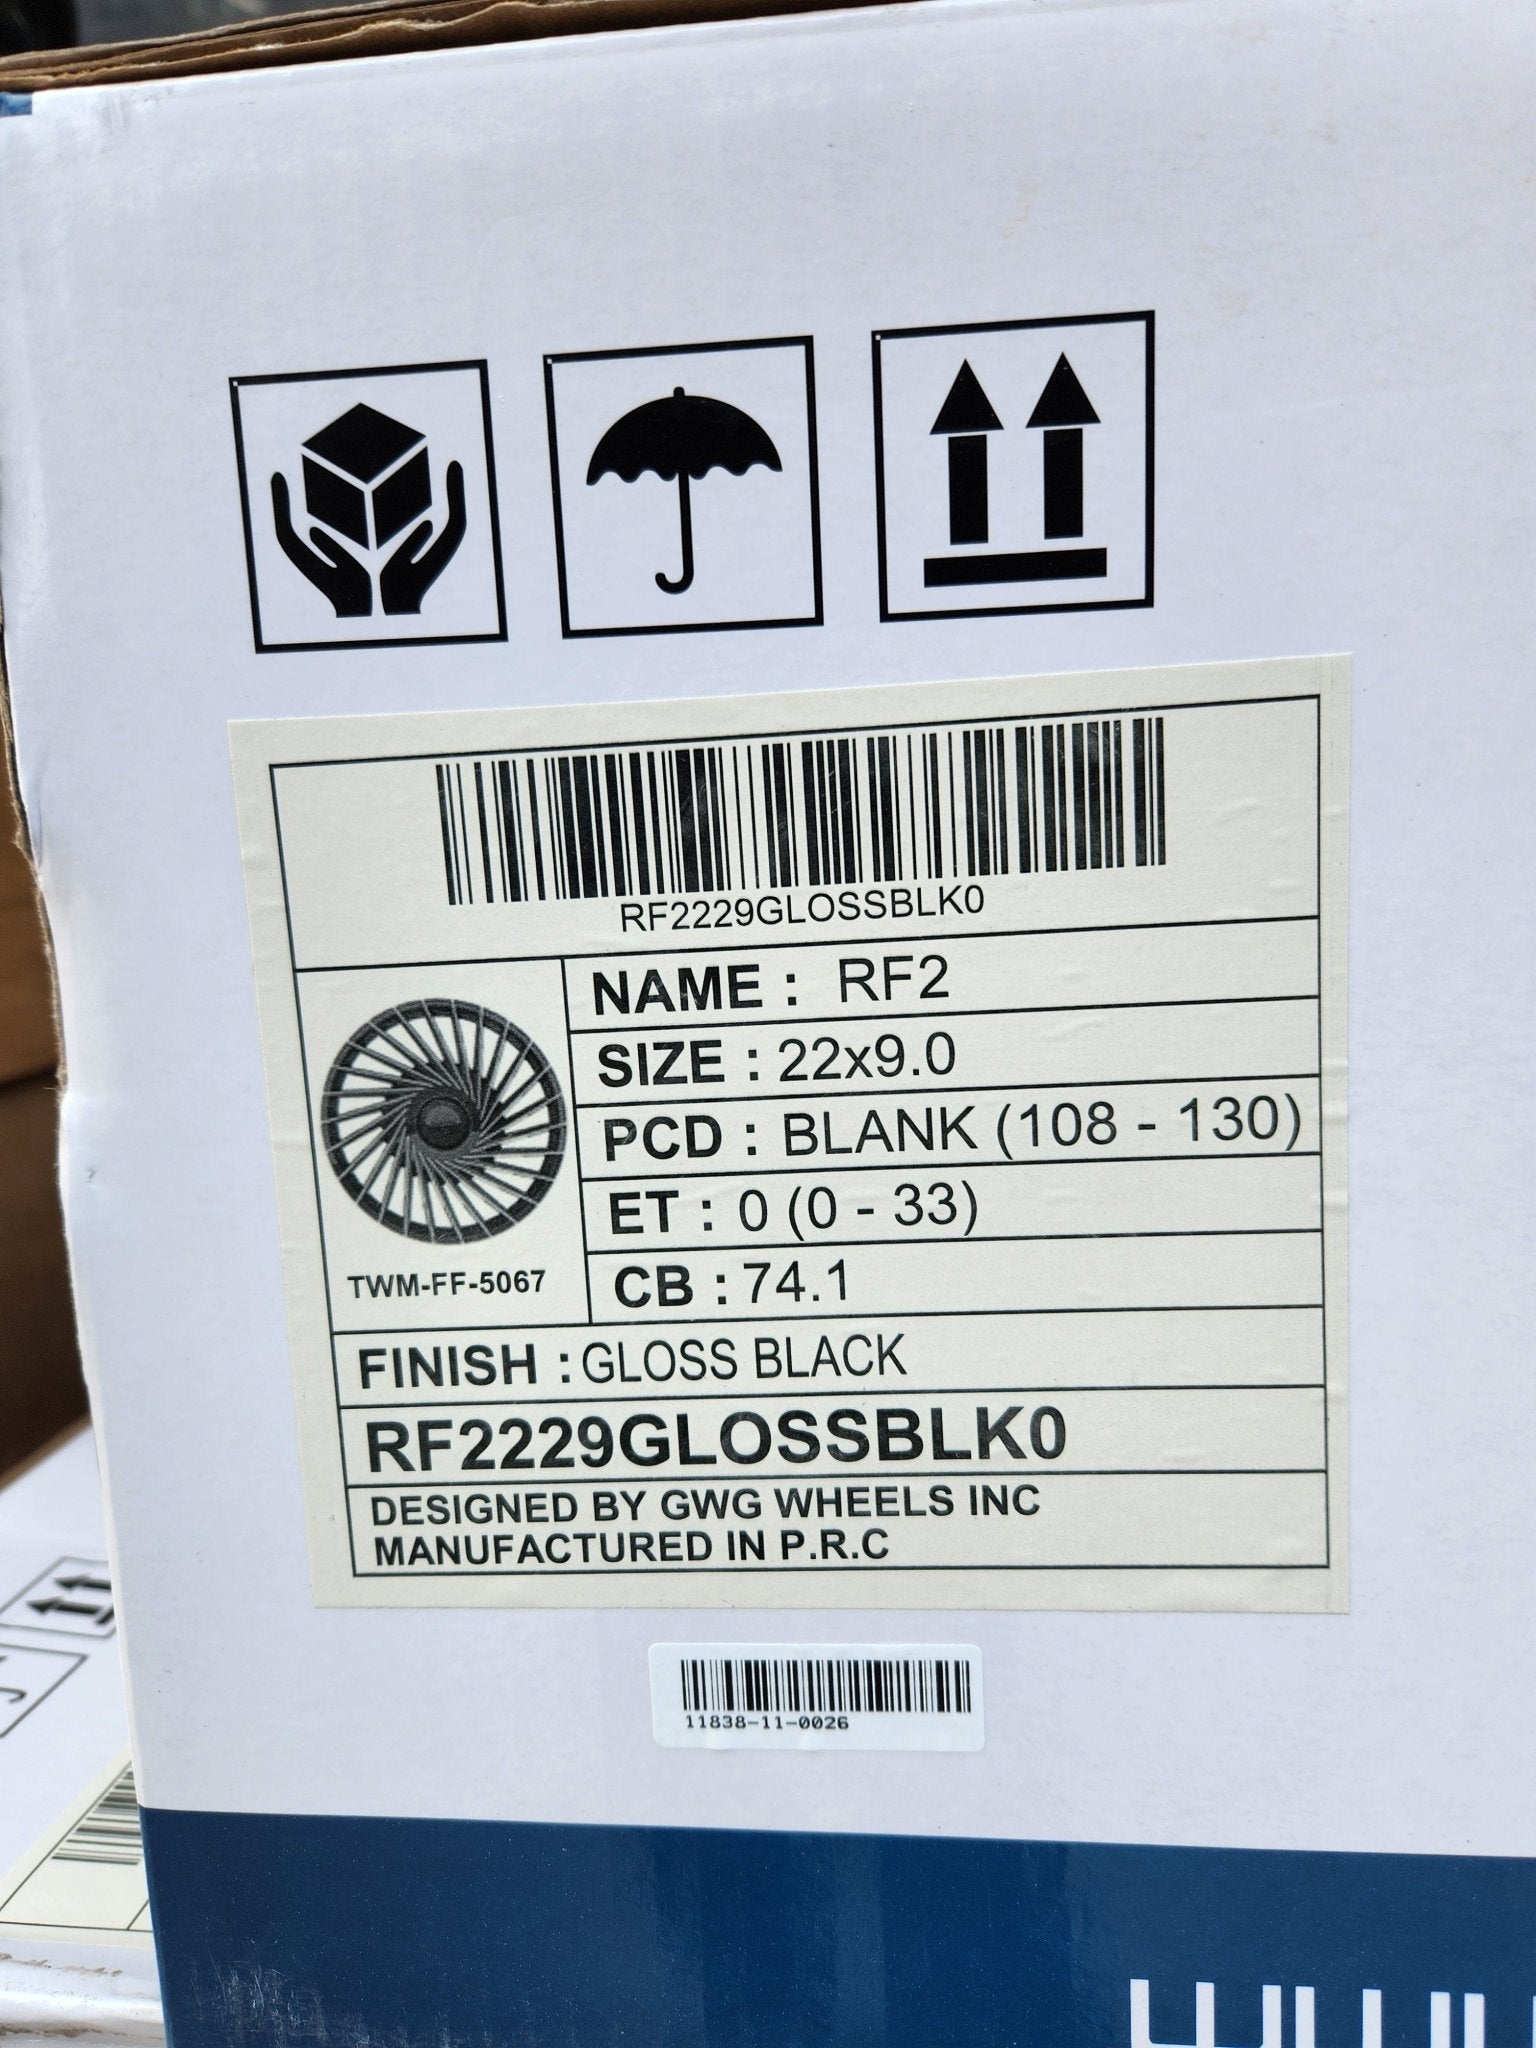 RF2229GLOSSBLK0
NAME : RF2
SIZE : 22x9.0
PCD : BLANK (108 - 130)
ET : 0 (0 - 33)
CB : 74.1
TWM-FF-5067
FINISH : GLOSS BLACK
RF2229GLOSSBLK0
DESIGNED BY GWG WHEELS INC
MANUFACTURED IN P.R.C
11838-11-0026